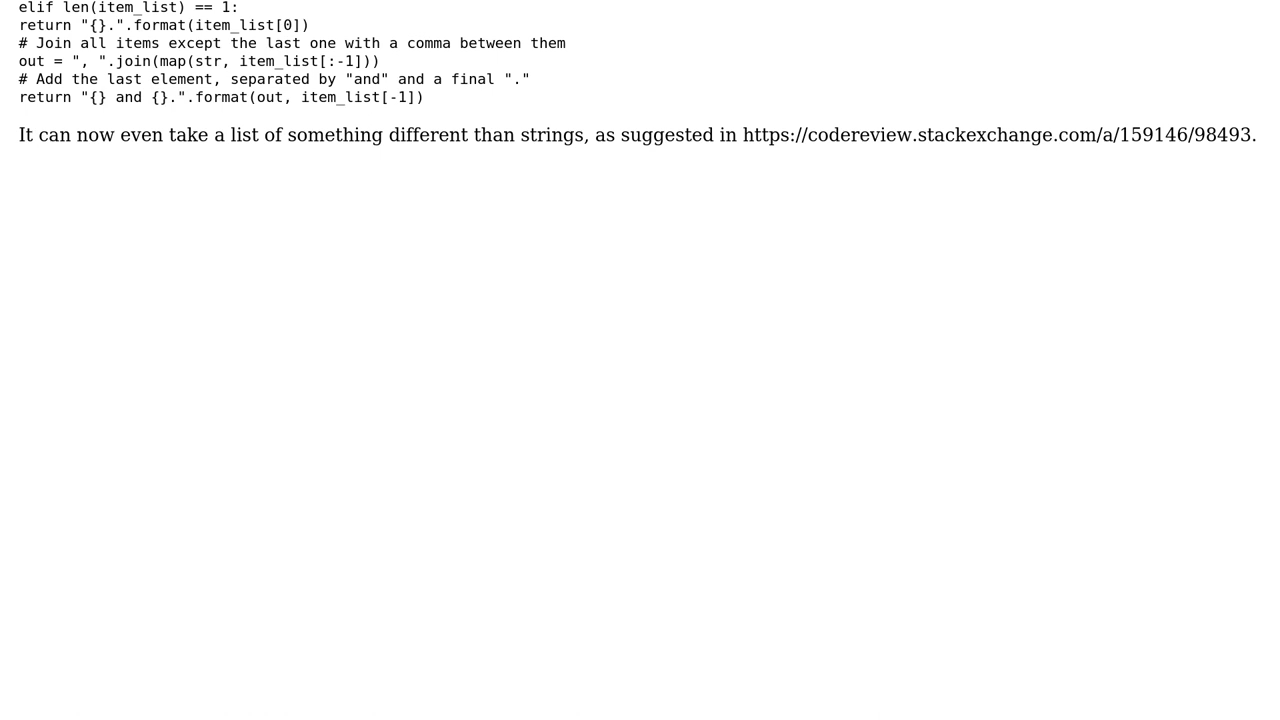 elif len(item_list) == 1:
return "{}.".format(item_list[0])
# Join all items except the last one with a comma between them
out = ", ".join(map(str, item_list[:-1]))
# Add the last element, separated by "and" and a final "."
return "{} and {}.".format(out, item_list[-1])
It can now even take a list of something different than strings, as suggested in https://codereview.stackexchange.com/a/159146/98493.